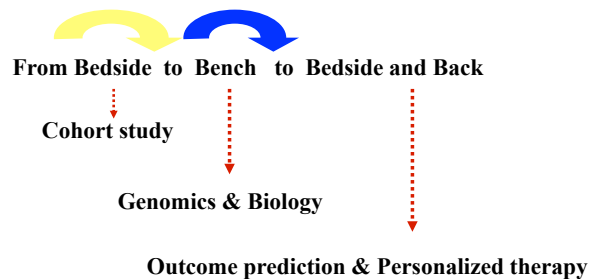 From Bedside to Bench to Bedside and Back
Cohort study
Genomics & Biology
Outcome prediction & Personalized therapy